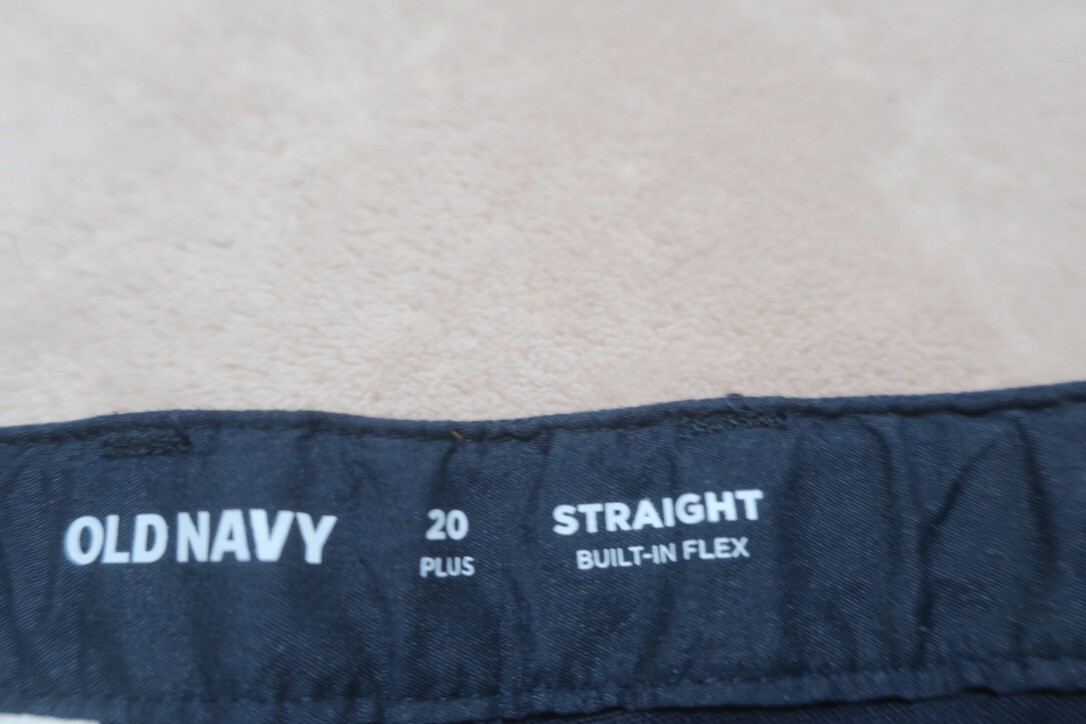 OLD NAVY
20
PLUS
STRAIGHT
BUILT-IN FLEX